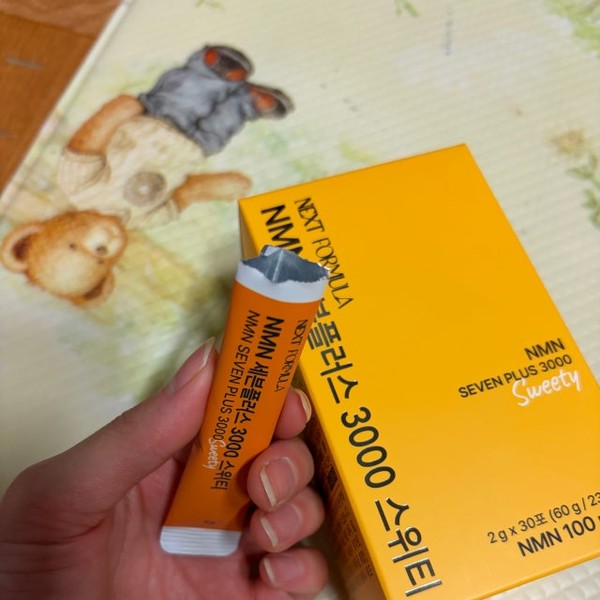 NEXT FORMULA
NMN 세븐플러스 3000 스위티
NMN SEVEN PLUS 3000
Sweety
NEXT FORMULA
플러스 3000 스위티
NMN
SEVEN PLUS 3000
Sweety
2 g x 30포 (60 g / 23
NMN 100